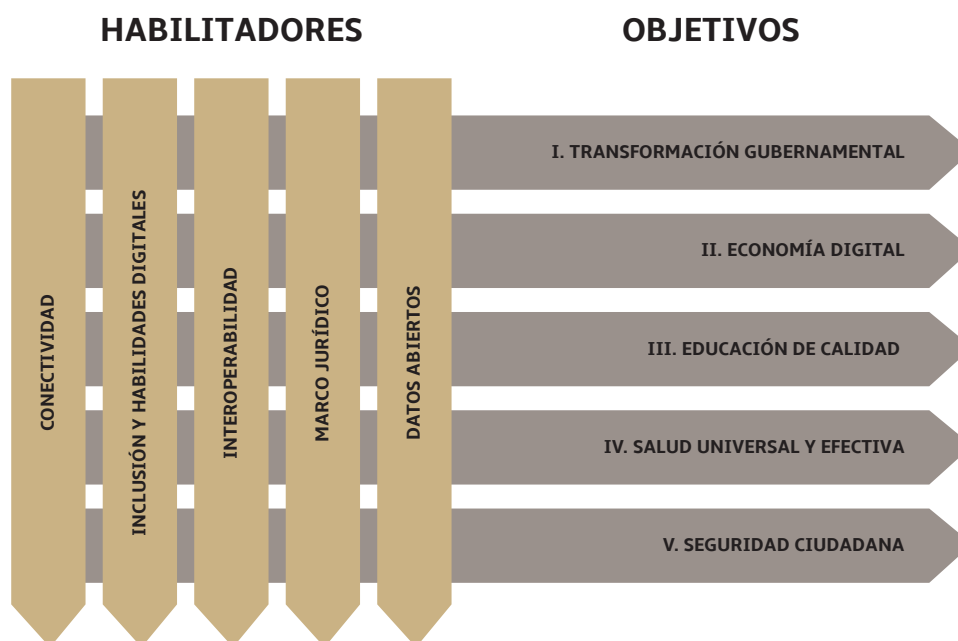 HABILITADORES
OBJETIVOS
CONECTIVIDAD
INCLUSIÓN Y HABILIDADES DIGITALES
INTEROPERABILIDAD
MARCO JURÍDICO
DATOS ABIERTOS
I. TRANSFORMACIÓN GUBERNAMENTAL
II. ECONOMÍA DIGITAL
III. EDUCACIÓN DE CALIDAD
IV. SALUD UNIVERSAL Y EFECTIVA
V. SEGURIDAD CIUDADANA